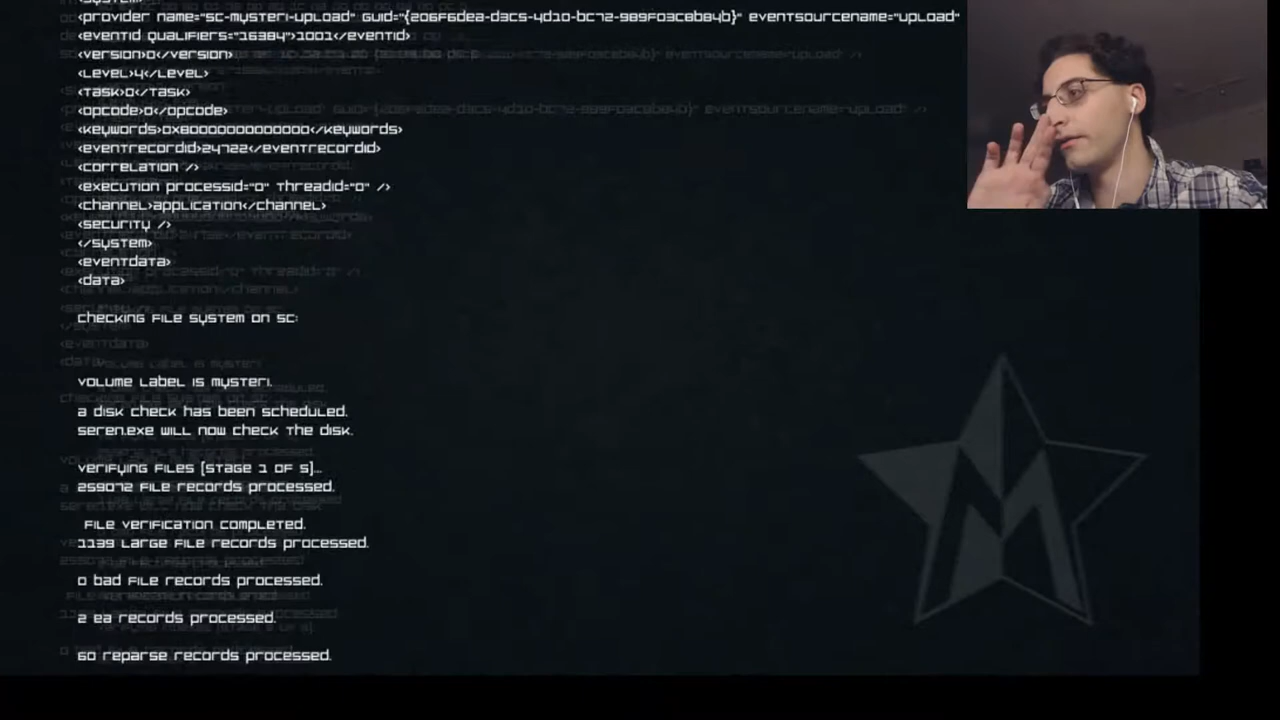 <provider name="sc-mysteri-upload" Guid="{206F6dea-d3c5-4d10-bc72-989F03c8b84b}" eventsourcename="upload"
<eventid Qualifiers="16384">1001</eventid>
<version>0</version>
<Level>4</Level>
<Task>0</Task>
<opcode>0</opcode>
<keywords>0x80000000000000</keywords>
<eventrecordid>24722</eventrecordid>
<correlation />
<execution processid="0" Threadid="0" />
<channel>application</channel>
<security />
</system>
<eventdata>
<data>
checking file system on sc:
volume label is mysteri.
a disk check has been scheduled.
seren.exe will now check the disk.
verifying files [stage 1 of 5]...
259072 file records processed.
file verification completed.
1139 large file records processed.
0 bad file records processed.
2 ea records processed.
60 reparse records processed.
M